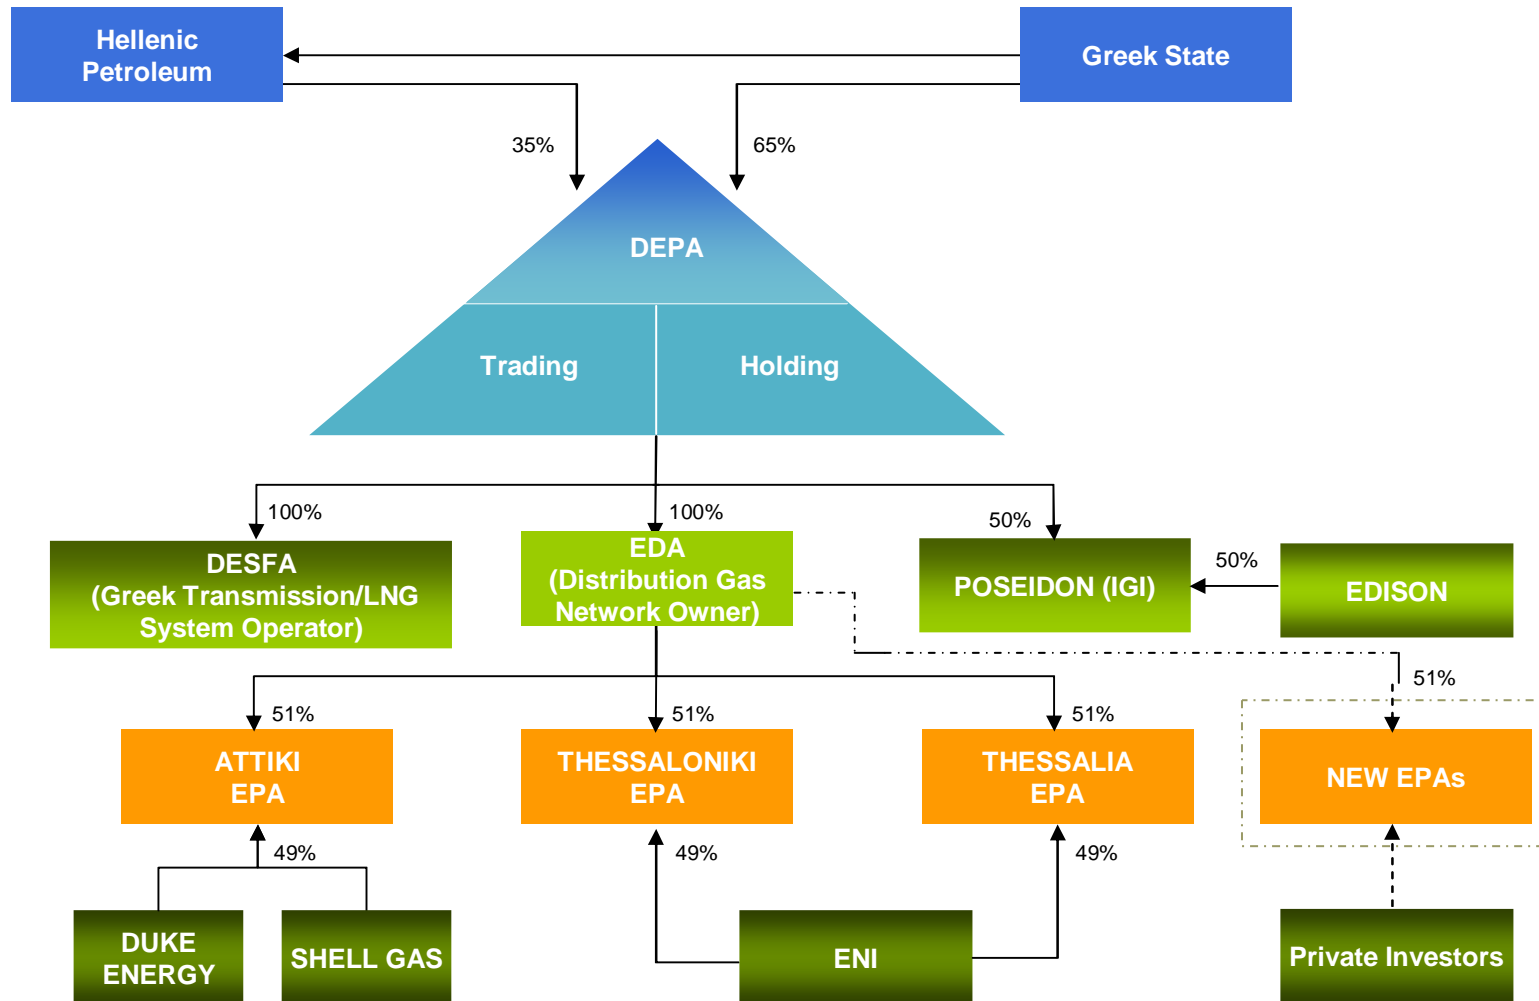 Hellenic
Petroleum
Greek State
35%
65%
DEPA
Trading
Holding
100%
100%
50%
DESFA
(Greek Transmission/LNG
System Operator)
EDA
(Distribution Gas
Network Owner)
POSEIDON (IGI)
50%
EDISON
51%
51%
51%
51%
ATTIKI
EPA
THESSALONIKI
EPA
THESSALIA
EPA
NEW EPAs
49%
49%
49%
DUKE
ENERGY
SHELL GAS
ENI
Private Investors